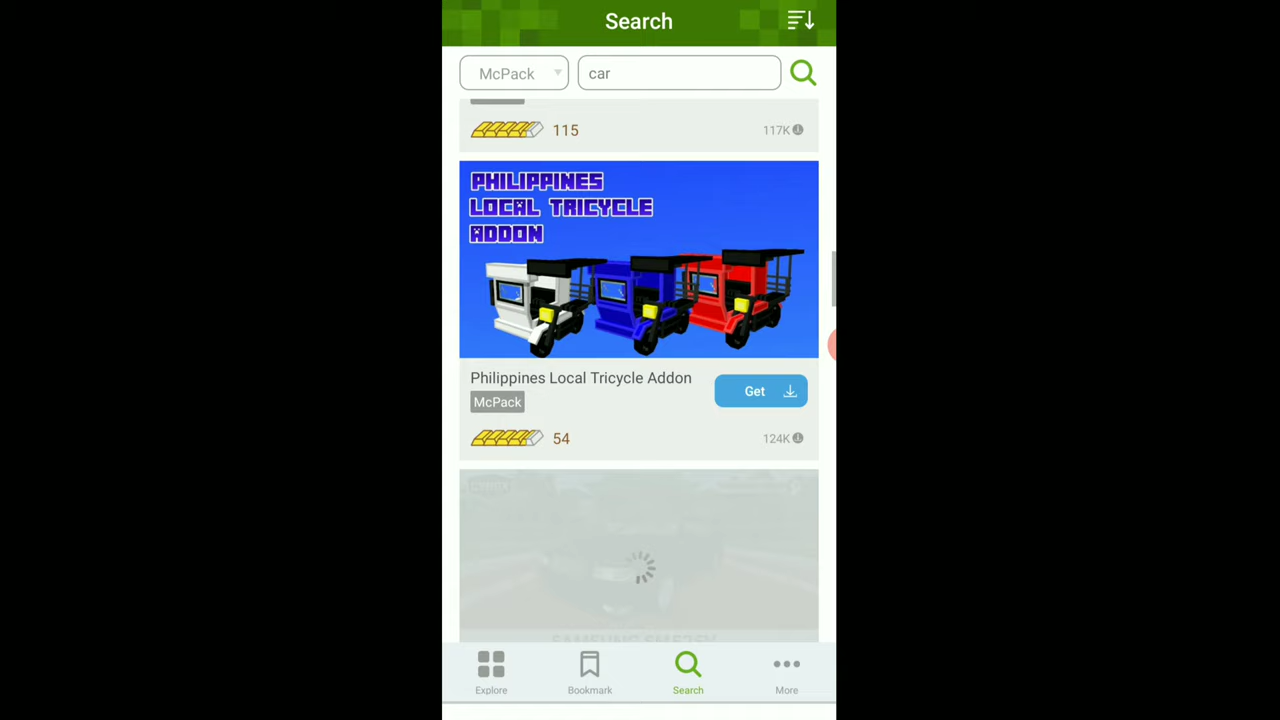 Search
McPack
car
115
117K
PHILIPPINES
LOCAL TRICYCLE
ADDON
Philippines Local Tricycle Addon
McPack
Get
54
124K
Explore
Bookmark
Search
More